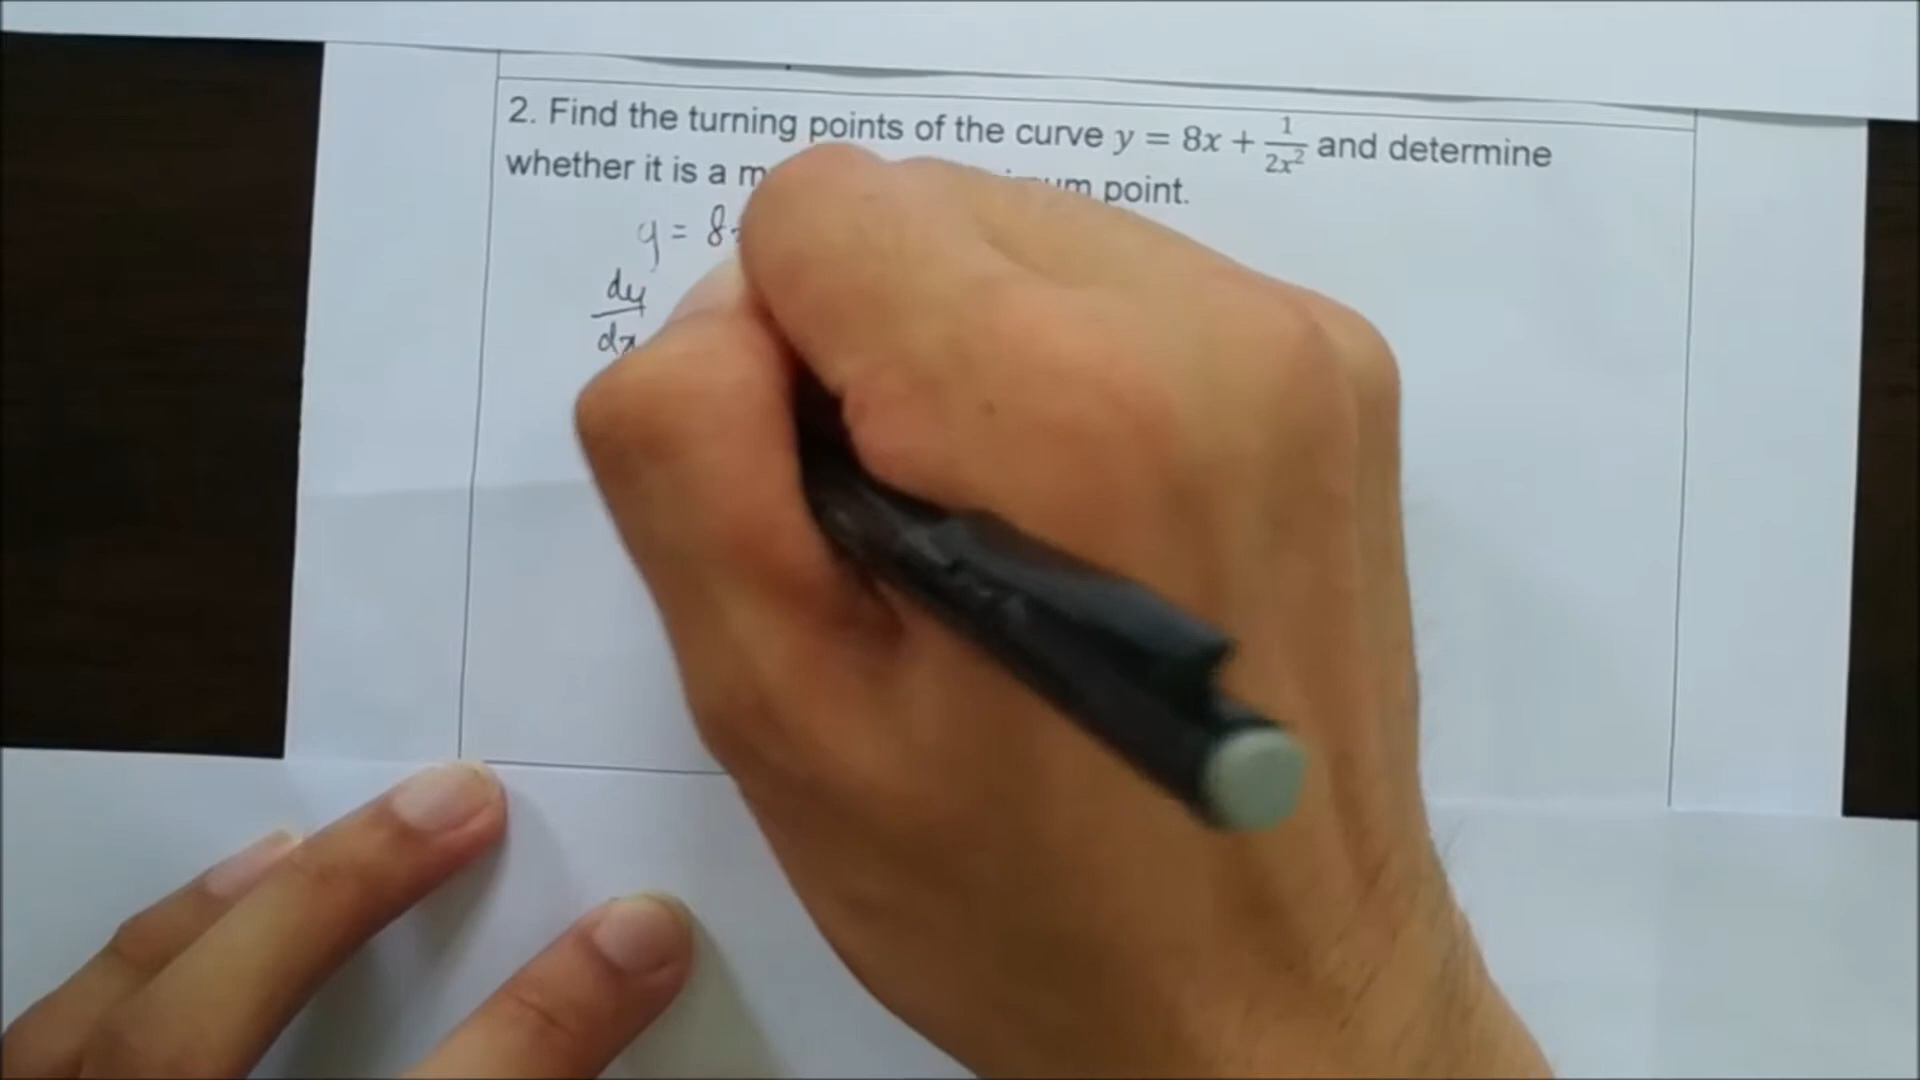 2. Find the turning points of the curve y = 8x + 1/2x² and determine
whether it is a point.
y = 8
dy
dx